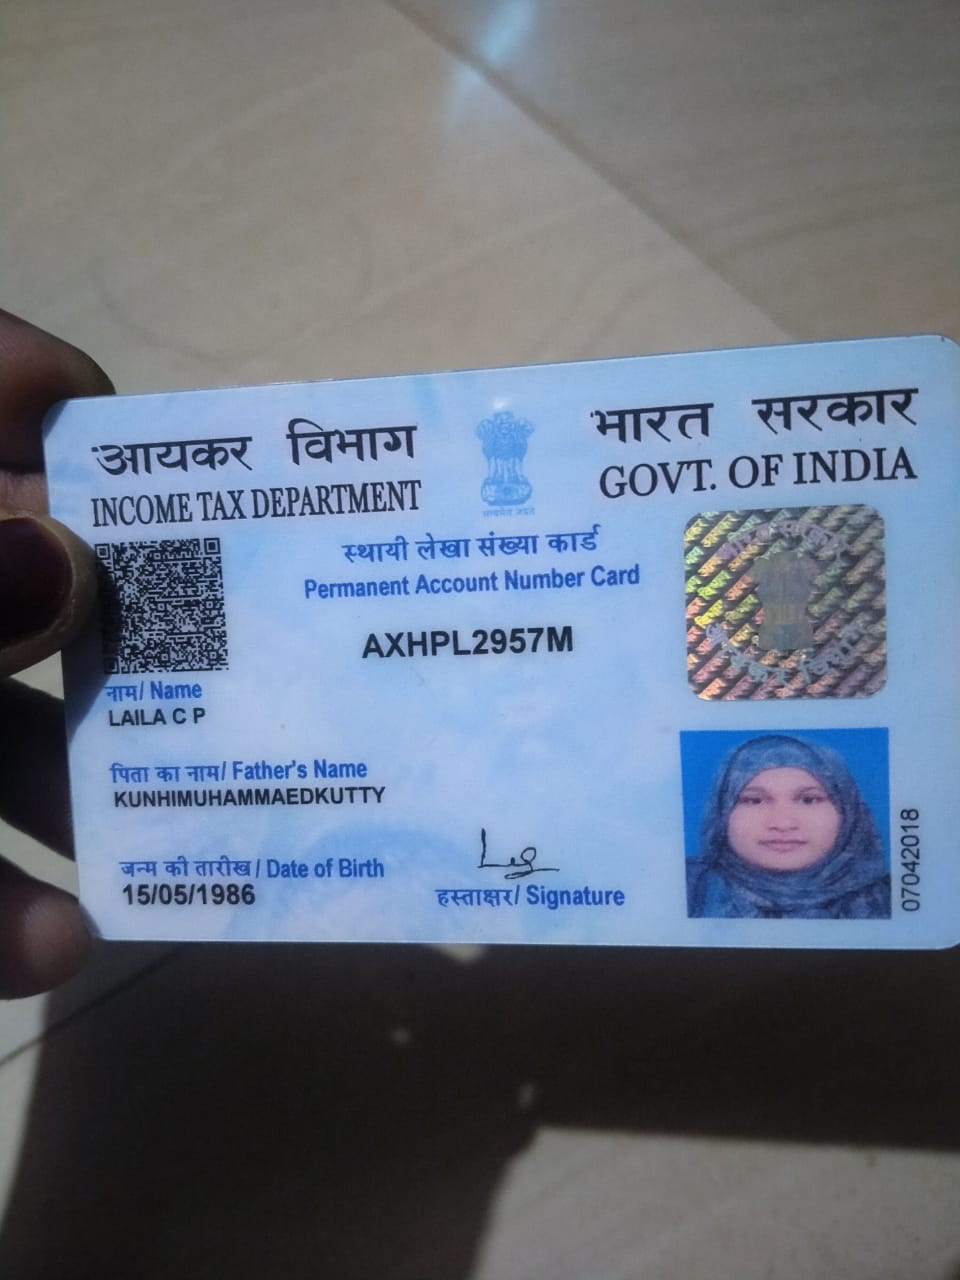 आयकर विभाग
INCOME TAX DEPARTMENT
भारत सरकार
GOVT. OF INDIA
सत्यमेव जयते
स्थायी लेखा संख्या कार्ड
Permanent Account Number Card
AXHPL2957M
नाम/ Name
LAILA C P
पिता का नाम/ Father's Name
KUNHIMUHAMMAEDKUTTY
जन्म की तारीख / Date of Birth
15/05/1986
हस्ताक्षर/ Signature
07042018